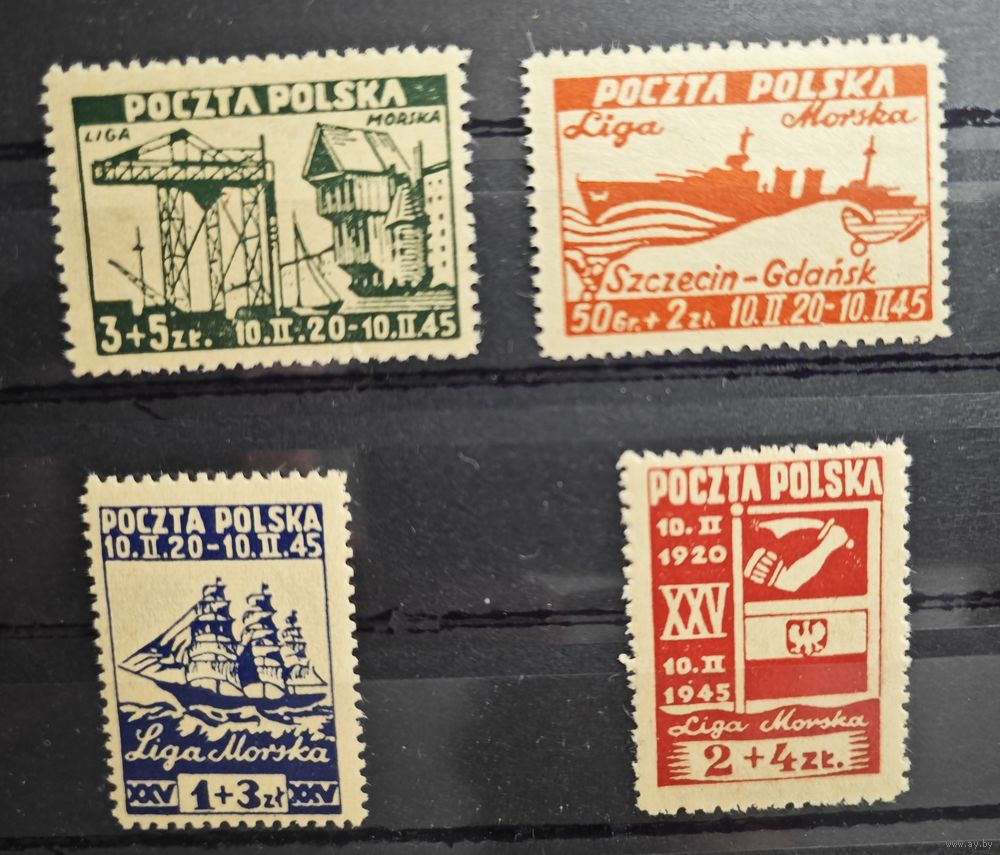 POCZTA POLSKA
LIGA MORSKA
3+5zł. 10.II.20-10.II.45
POCZTA POLSKA
Liga Morska
Szczecin-Gdańsk
50Gr.+2zł. 10.II.20-10.II.45
POCZTA POLSKA
10.II.20-10.II.45
Liga Morska
XXV 1+3zł XXV
POCZTA POLSKA
10.II
1920
XXV
10.II
1945
Liga Morska
2+4zł.
www.ay.by